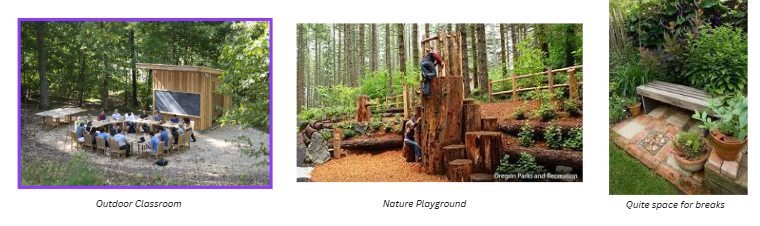 Oregon Parks and Recreation
Outdoor Classroom
Nature Playground
Quite space for breaks